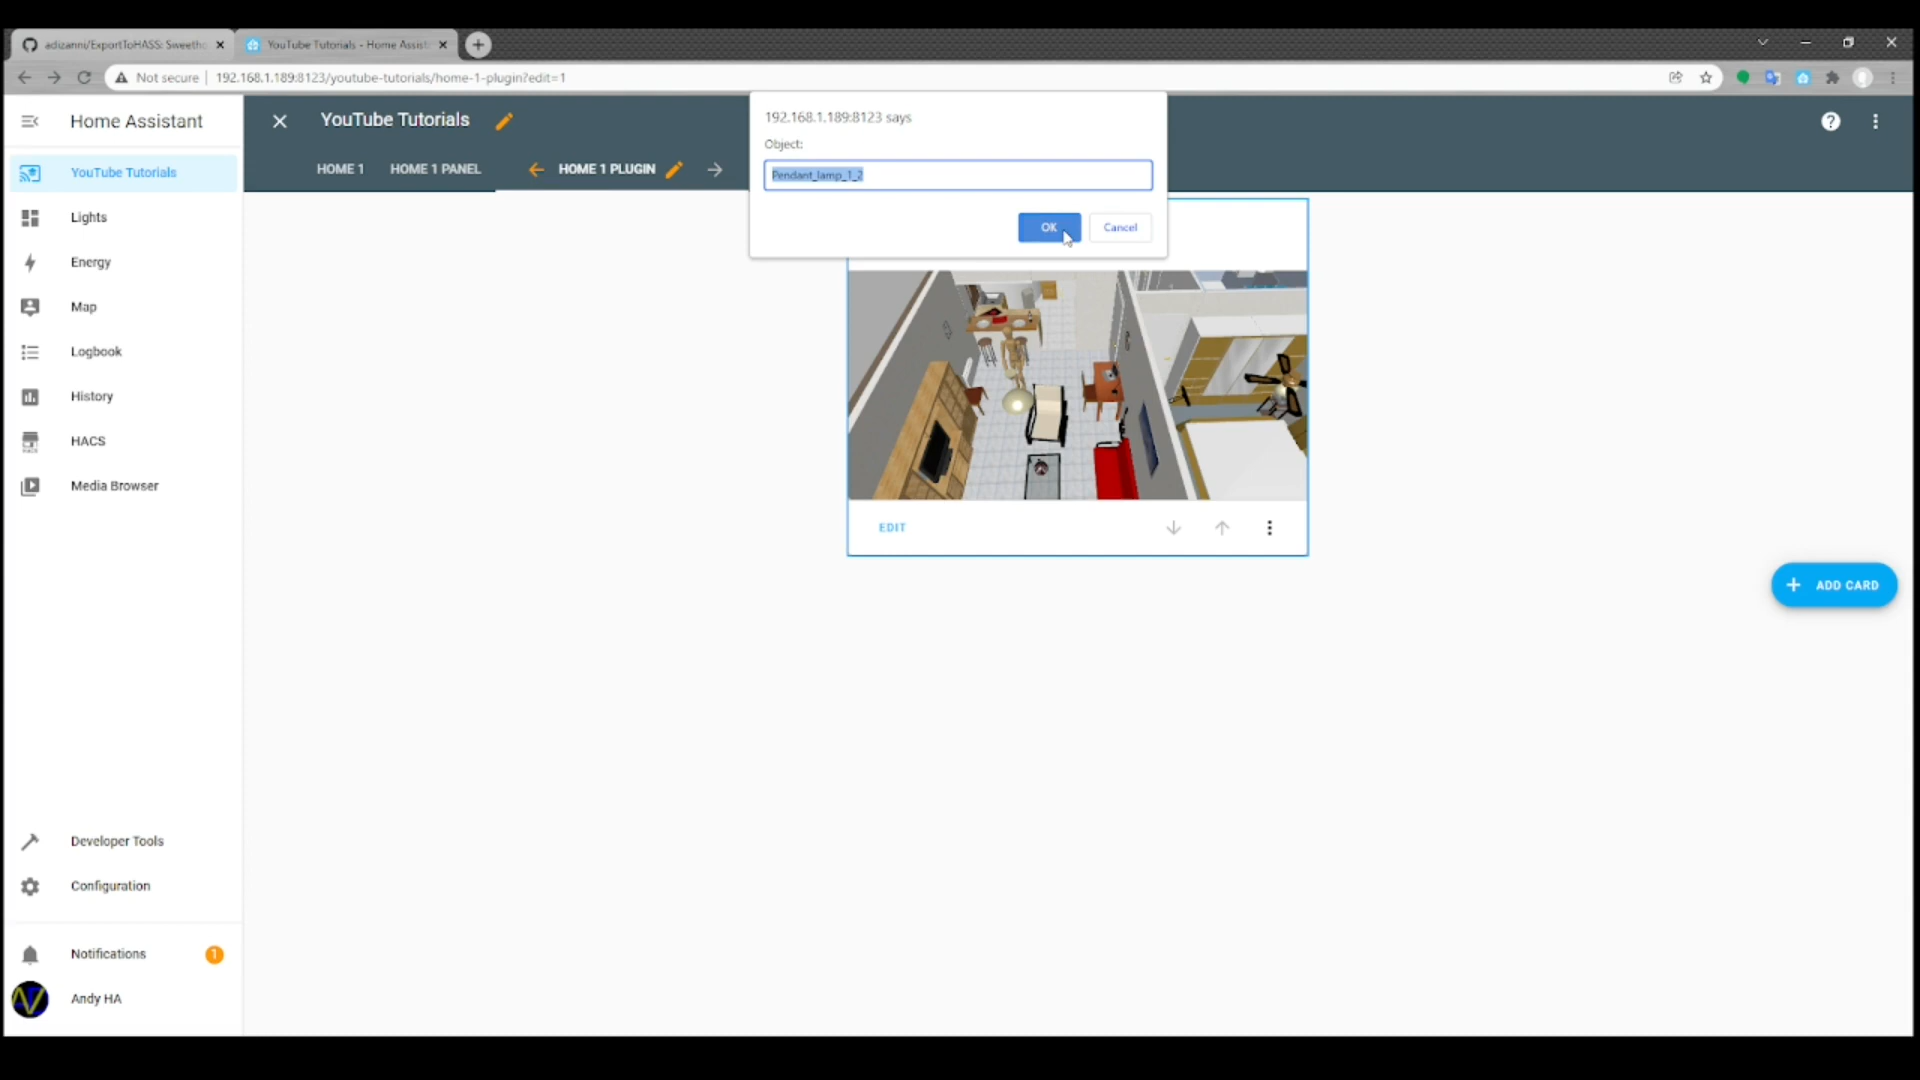 adizanni/ExportToHASS: Sweetho
YouTube Tutorials - Home Assist
Not secure
192.168.1.189:8123/youtube-tutorials/home-1-plugin?edit=1
Home Assistant
YouTube Tutorials
HOME 1
HOME 1 PANEL
HOME 1 PLUGIN
192.168.1.189:8123 says
Object:
Pendant_lamp_1_2
OK
Cancel
YouTube Tutorials
Lights
Energy
Map
Logbook
History
HACS
Media Browser
EDIT
ADD CARD
Developer Tools
Configuration
Notifications
1
Andy HA